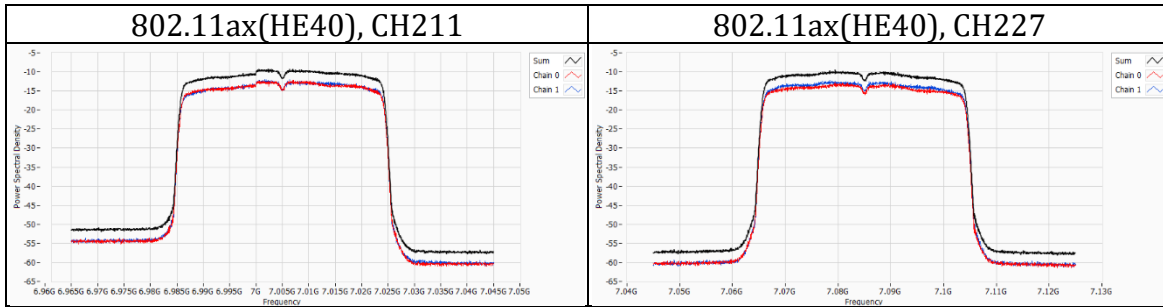 802.11ax(HE40), CH211
802.11ax(HE40), CH227
-5
-10
-15
-20
-25
-30
-35
-40
-45
-50
-55
-60
-65
Power Spectral Density
6.96G 6.965G 6.97G 6.975G 6.98G 6.985G 6.99G 6.995G 7G 7.005G 7.01G 7.015G 7.02G 7.025G 7.03G 7.035G 7.04G 7.045G 7.05G
Frequency
Sum
Chain 0
Chain 1
-5
-10
-15
-20
-25
-30
-35
-40
-45
-50
-55
-60
-65
Power Spectral Density
7.04G 7.05G 7.06G 7.07G 7.08G 7.09G 7.1G 7.11G 7.12G 7.13G
Frequency
Sum
Chain 0
Chain 1